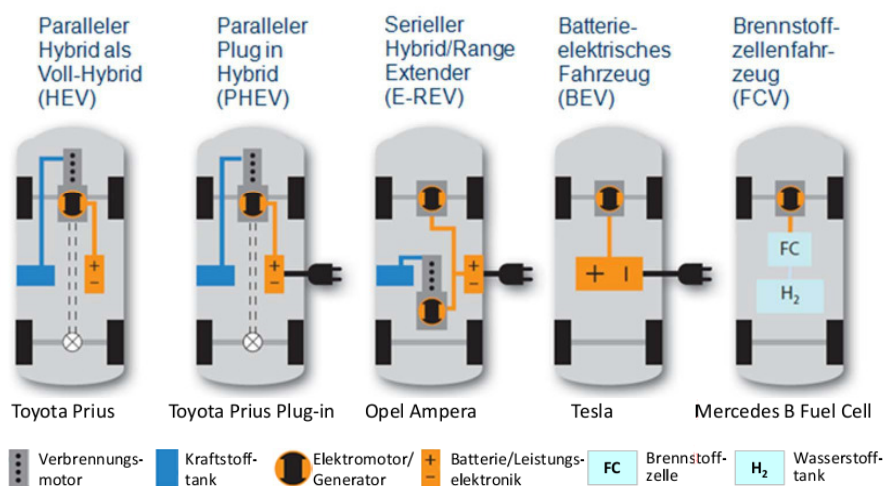 Paralleler
Hybrid als
Voll-Hybrid
(HEV)
Paralleler
Plug in
Hybrid
(PHEV)
Serieller
Hybrid/Range
Extender
(E-REV)
Batterie-
elektrisches
Fahrzeug
(BEV)
Brennstoff-
zellenfahr-
zeug
(FCV)
+
−
+
−
+
−
+ −
FC
H₂
Toyota Prius
Toyota Prius Plug-in
Opel Ampera
Tesla
Mercedes B Fuel Cell
Verbrennungs-
motor
Kraftstoff-
tank
Elektromotor/
Generator
+
−
Batterie/Leistungs-
elektronik
FC
Brennstoff-
zelle
H₂
Wasserstoff-
tank